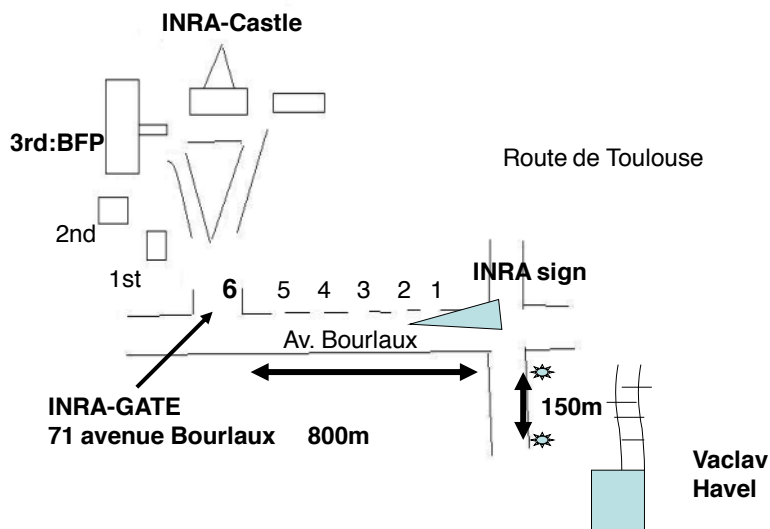 INRA-Castle
3rd:BFP
Route de Toulouse
2nd
1st
INRA sign
6 5 4 3 2 1
Av. Bourlaux
INRA-GATE
71 avenue Bourlaux 800m
150m
Vaclav
Havel